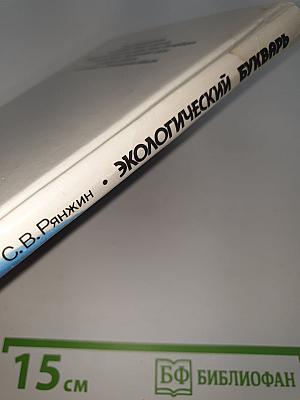 С. В. Рянжин • ЭКОЛОГИЧЕСКИЙ БУКВАРЬ
15 см
БФ БИБЛИОФАН